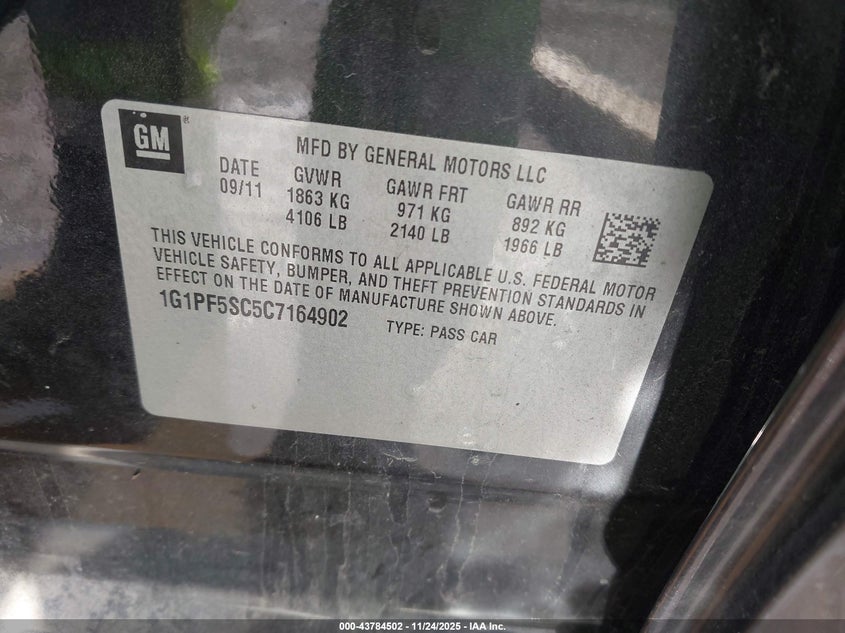 GM ®
MFD BY GENERAL MOTORS LLC
DATE GVWR GAWR FRT GAWR RR
09/11 1863 KG 971 KG 892 KG
4106 LB 2140 LB 1966 LB
THIS VEHICLE CONFORMS TO ALL APPLICABLE U.S. FEDERAL MOTOR
VEHICLE SAFETY, BUMPER, AND THEFT PREVENTION STANDARDS IN
EFFECT ON THE DATE OF MANUFACTURE SHOWN ABOVE.
1G1PF5SC5C7164902 TYPE: PASS CAR
000-43784502 - 11/24/2025 - IAA Inc.